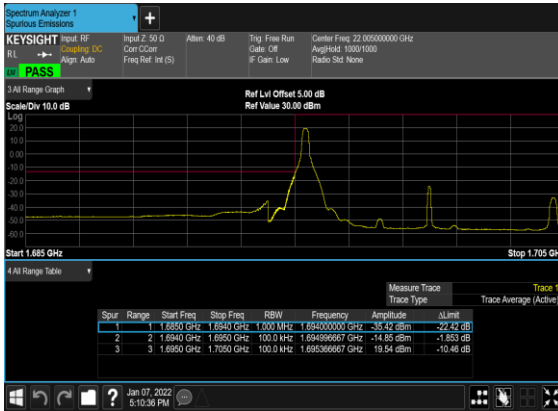 Spectrum Analyzer 1
Spurious Emissions
KEYSIGHT Input: RF Input Z: 50 Ω Atten: 40 dB Trig: Free Run Center Freq: 22.005000000 GHz
RL Coupling: DC Corr CCorr Gate: Off Avg|Hold: 1000/1000
Align: Auto Freq Ref: Int (S) IF Gain: Low Radio Std: None
PASS
3 All Range Graph
Ref Lvl Offset 5.00 dB
Scale/Div 10.0 dB Ref Value 30.00 dBm
Log
20.0
10.0
0.00
-10.0
-20.0
-30.0
-40.0
-50.0
-60.0
Start 1.685 GHz Stop 1.705 GH
4 All Range Table
Measure Trace Trace 1
Trace Type Trace Average (Active)
Spur Range Start Freq Stop Freq RBW Frequency Amplitude ΔLimit
1 1 1.6850 GHz 1.6940 GHz 1.000 MHz 1.694000000 GHz -35.42 dBm -22.42 dB
2 2 1.6940 GHz 1.6950 GHz 100.0 kHz 1.694996667 GHz -14.85 dBm -1.853 dB
3 3 1.6950 GHz 1.7050 GHz 100.0 kHz 1.695366667 GHz 19.54 dBm -10.46 dB
? Jan 07, 2022
5:10:36 PM